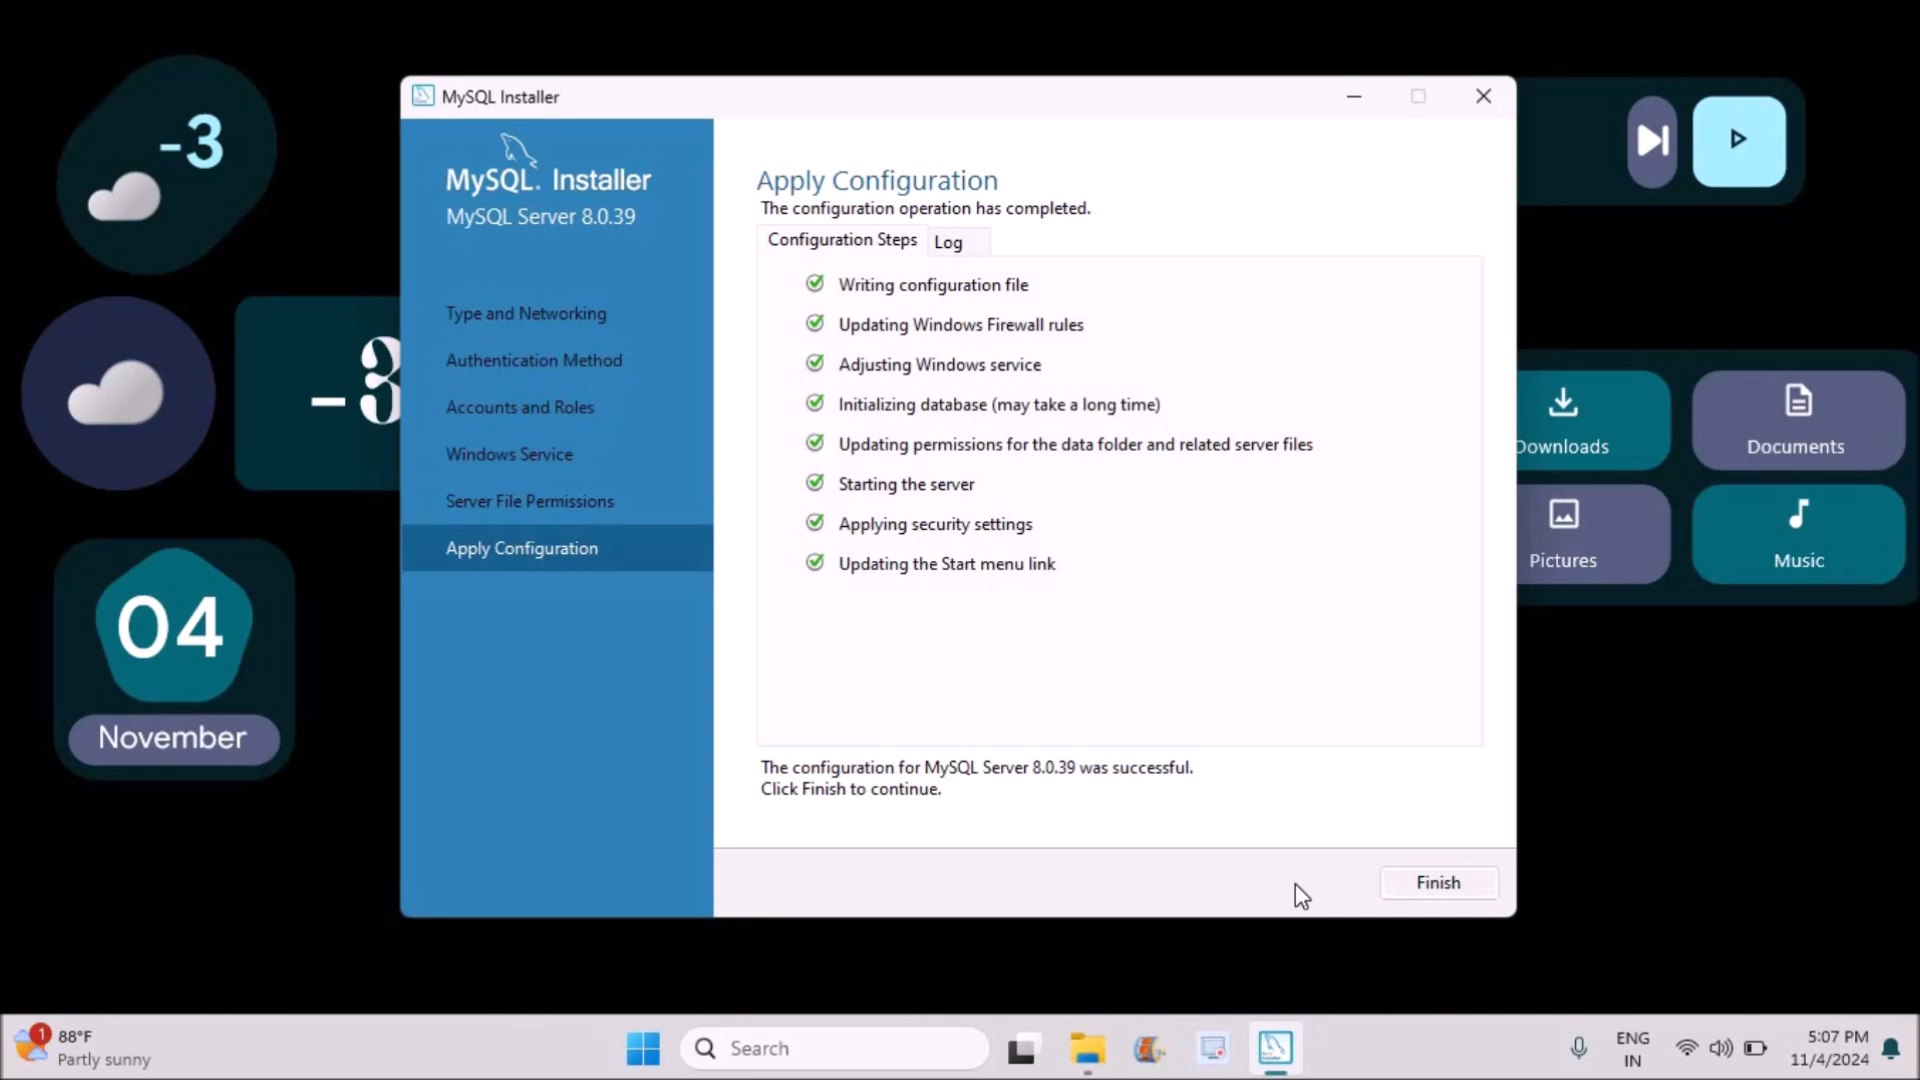 -3
-3
04
November
MySQL Installer
MySQL. Installer
MySQL Server 8.0.39
Type and Networking
Authentication Method
Accounts and Roles
Windows Service
Server File Permissions
Apply Configuration
Apply Configuration
The configuration operation has completed.
Configuration Steps
Log
Writing configuration file
Updating Windows Firewall rules
Adjusting Windows service
Initializing database (may take a long time)
Updating permissions for the data folder and related server files
Starting the server
Applying security settings
Updating the Start menu link
The configuration for MySQL Server 8.0.39 was successful.
Click Finish to continue.
Finish
Downloads
Documents
Pictures
Music
1
88°F
Partly sunny
Search
ENG
IN
5:07 PM
11/4/2024